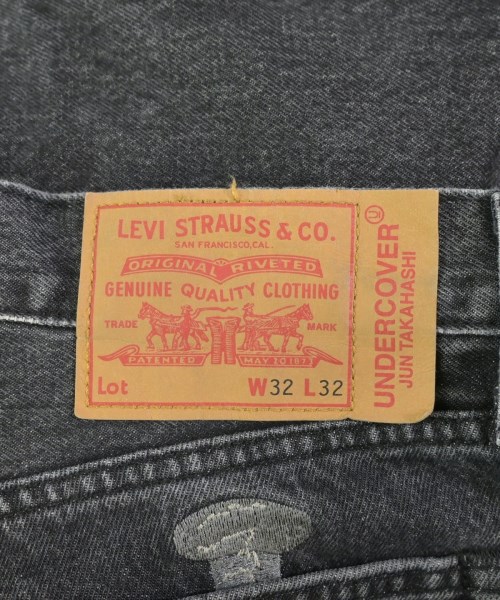 LEVI STRAUSS & CO.
SAN FRANCISCO, CAL.
ORIGINAL RIVETED
GENUINE QUALITY CLOTHING
TRADE MARK
PATENTED MAY 20 1873
Lot W32 L32
UNDERCOVER U
JUN TAKAHASHI